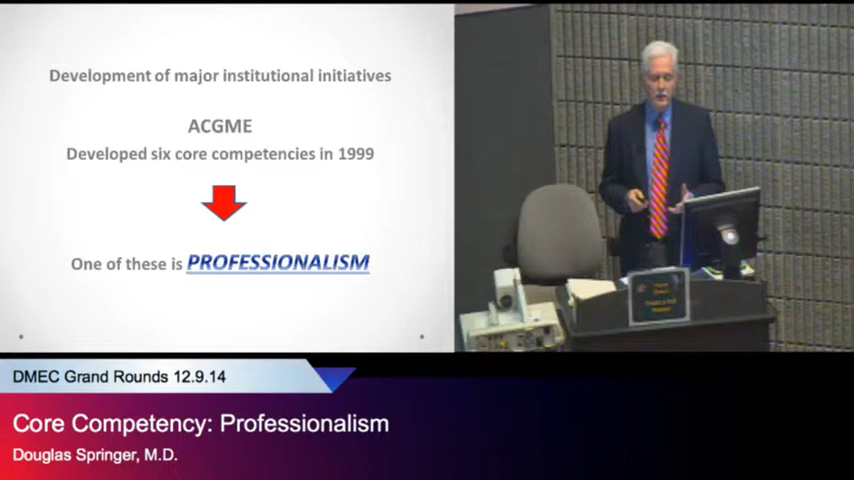 Development of major institutional initiatives
ACGME
Developed six core competencies in 1999
One of these is PROFESSIONALISM
DMEC Grand Rounds 12.9.14
Core Competency: Professionalism
Douglas Springer, M.D.